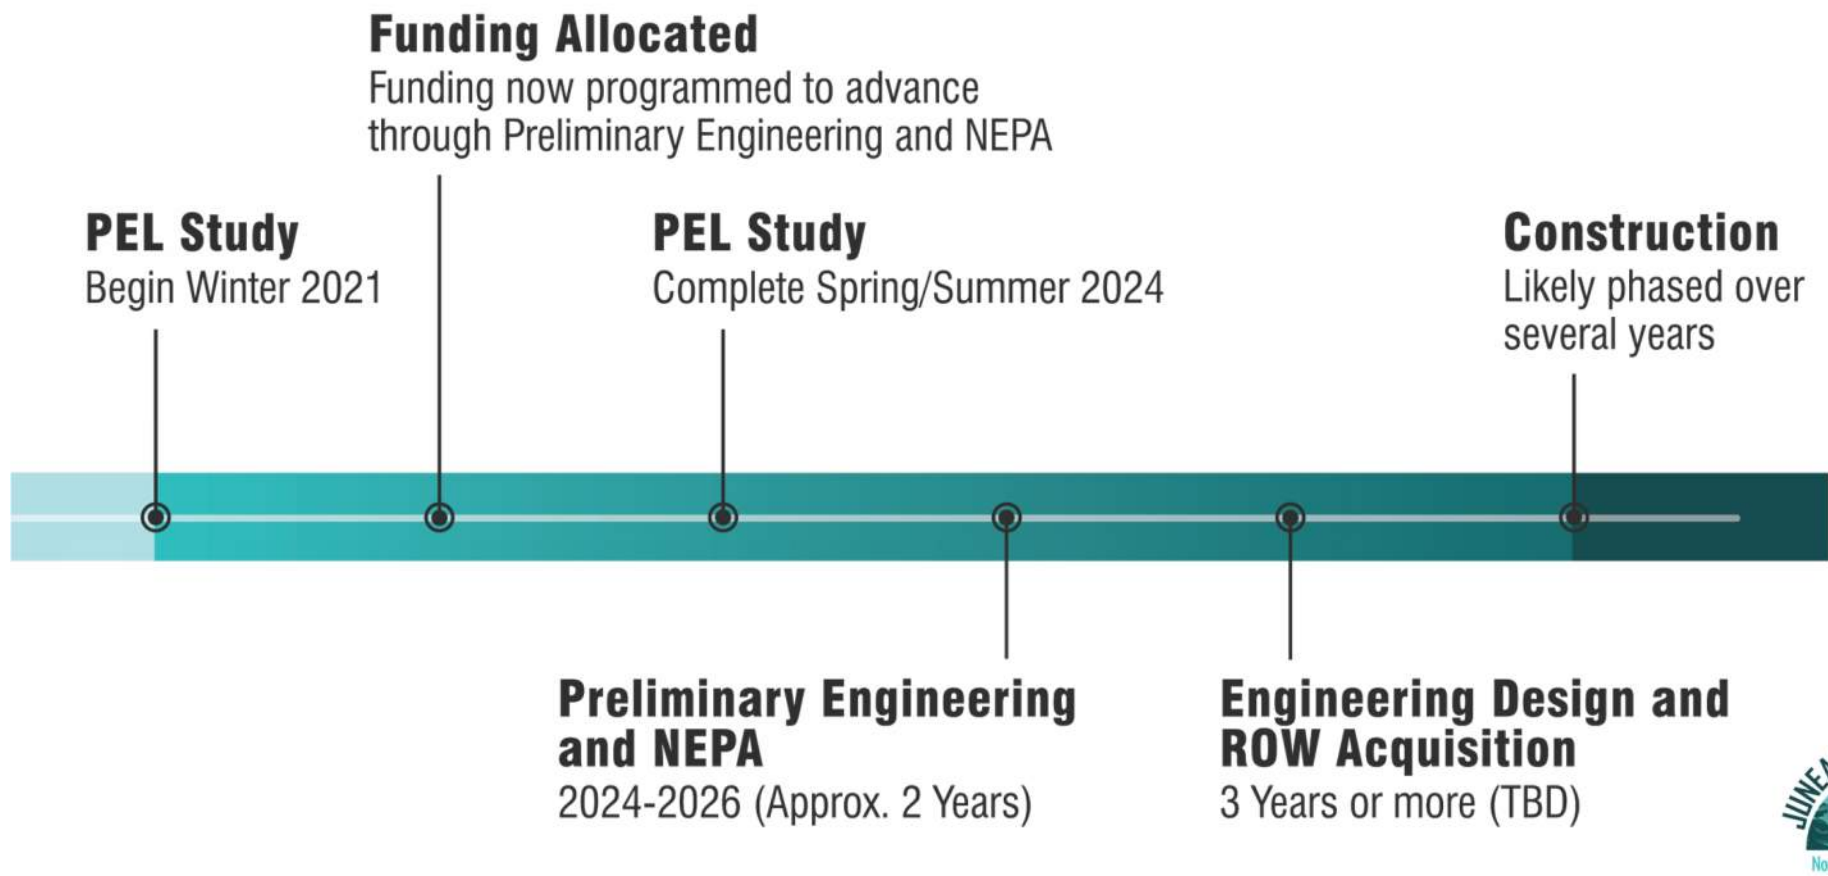 Funding Allocated
Funding now programmed to advance
through Preliminary Engineering and NEPA
PEL Study
Begin Winter 2021
PEL Study
Complete Spring/Summer 2024
Construction
Likely phased over
several years
Preliminary Engineering
and NEPA
2024-2026 (Approx. 2 Years)
Engineering Design and
ROW Acquisition
3 Years or more (TBD)